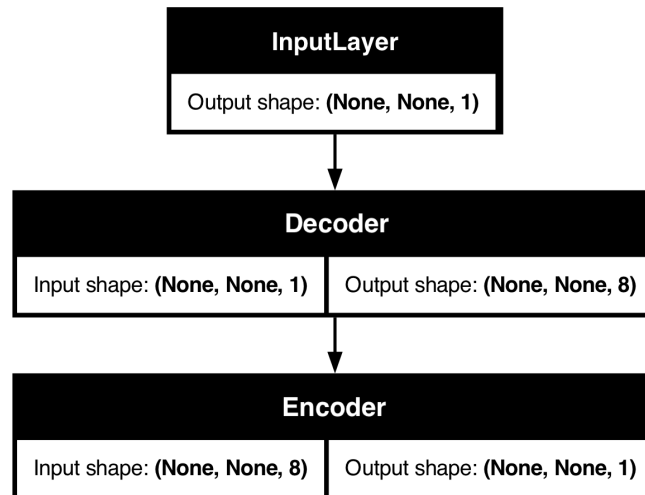 InputLayer
Output shape: (None, None, 1)
Decoder
Input shape: (None, None, 1) Output shape: (None, None, 8)
Encoder
Input shape: (None, None, 8) Output shape: (None, None, 1)